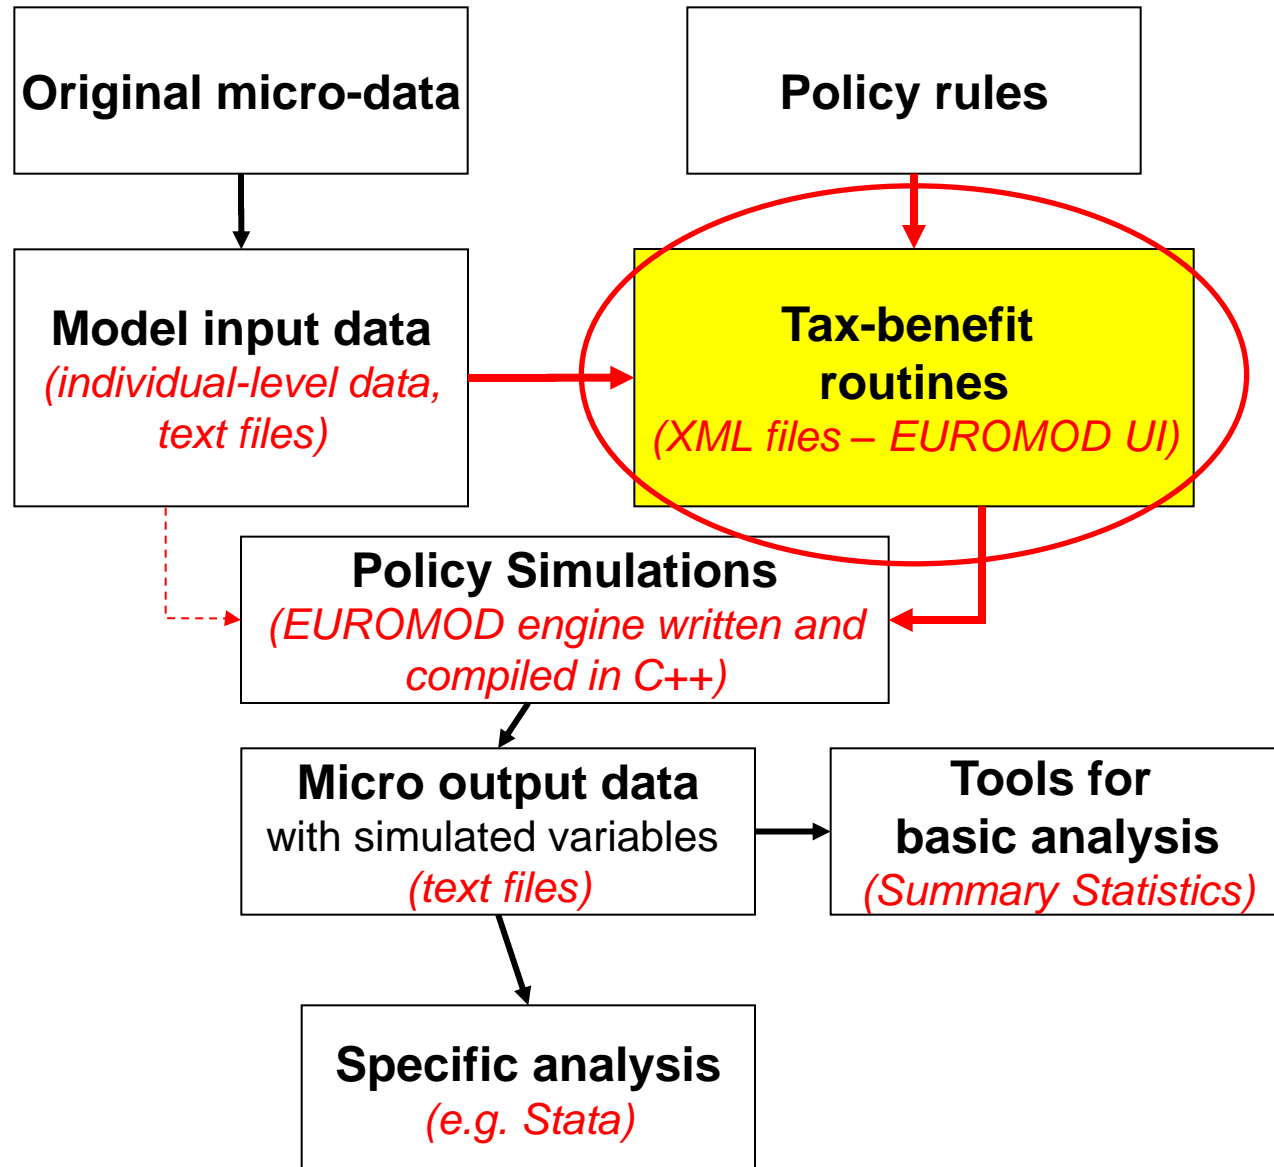 Original micro-data
Policy rules
Model input data
(individual-level data,
text files)
Tax-benefit
routines
(XML files – EUROMOD UI)
Policy Simulations
(EUROMOD engine written and
compiled in C++)
Micro output data
with simulated variables
(text files)
Tools for
basic analysis
(Summary Statistics)
Specific analysis
(e.g. Stata)